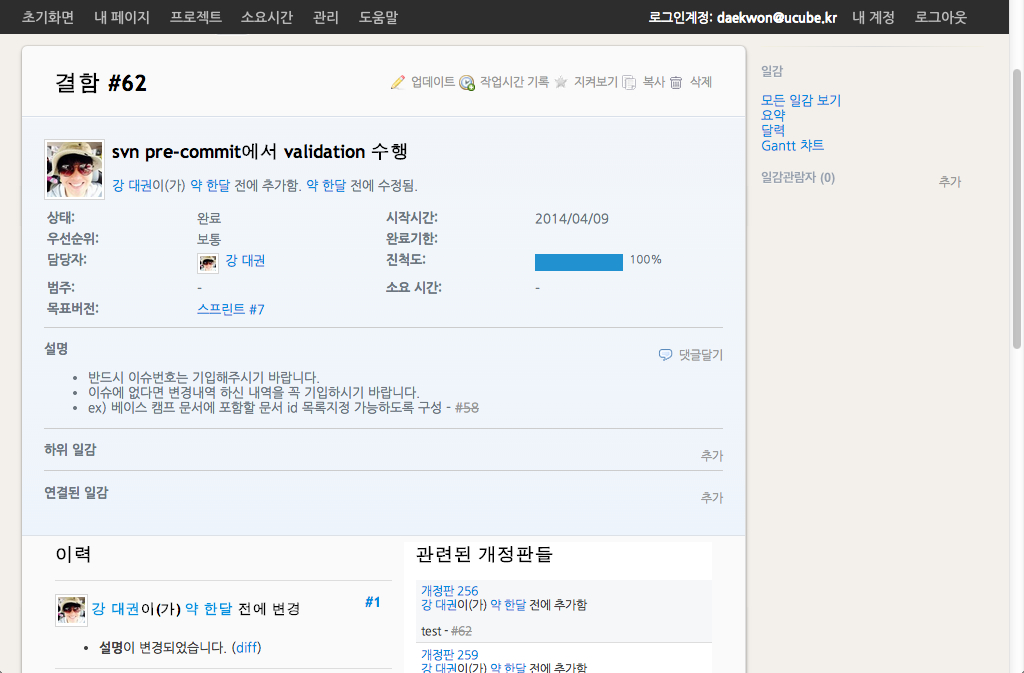 초기화면 내 페이지 프로젝트 소요시간 관리 도움말 로그인계정: daekwon@ucube.kr 내 계정 로그아웃
결함 #62
업데이트 작업시간 기록 지켜보기 복사 삭제
svn pre-commit에서 validation 수행
강 대권이(가) 약 한달 전에 추가함. 약 한달 전에 수정됨.
상태: 완료 시작시간: 2014/04/09
우선순위: 보통 완료기한:
담당자: 강 대권 진척도: 100%
범주: - 소요 시간: -
목표버전: 스프린트 #7
설명
댓글달기
반드시 이슈번호는 기입해주시기 바랍니다.
이슈에 없다면 변경내역 하신 내역을 꼭 기입하시기 바랍니다.
ex) 베이스 캠프 문서에 포함할 문서 id 목록지정 가능하도록 구성 - #58
하위 일감
추가
연결된 일감
추가
이력
강 대권이(가) 약 한달 전에 변경 #1
설명이 변경되었습니다. (diff)
관련된 개정판들
개정판 256
강 대권이(가) 약 한달 전에 추가함
test - #62
개정판 259
강 대권이(가) 약 한달 전에 추가함
일감
모든 일감 보기
요약
달력
Gantt 챠트
일감관람자 (0) 추가